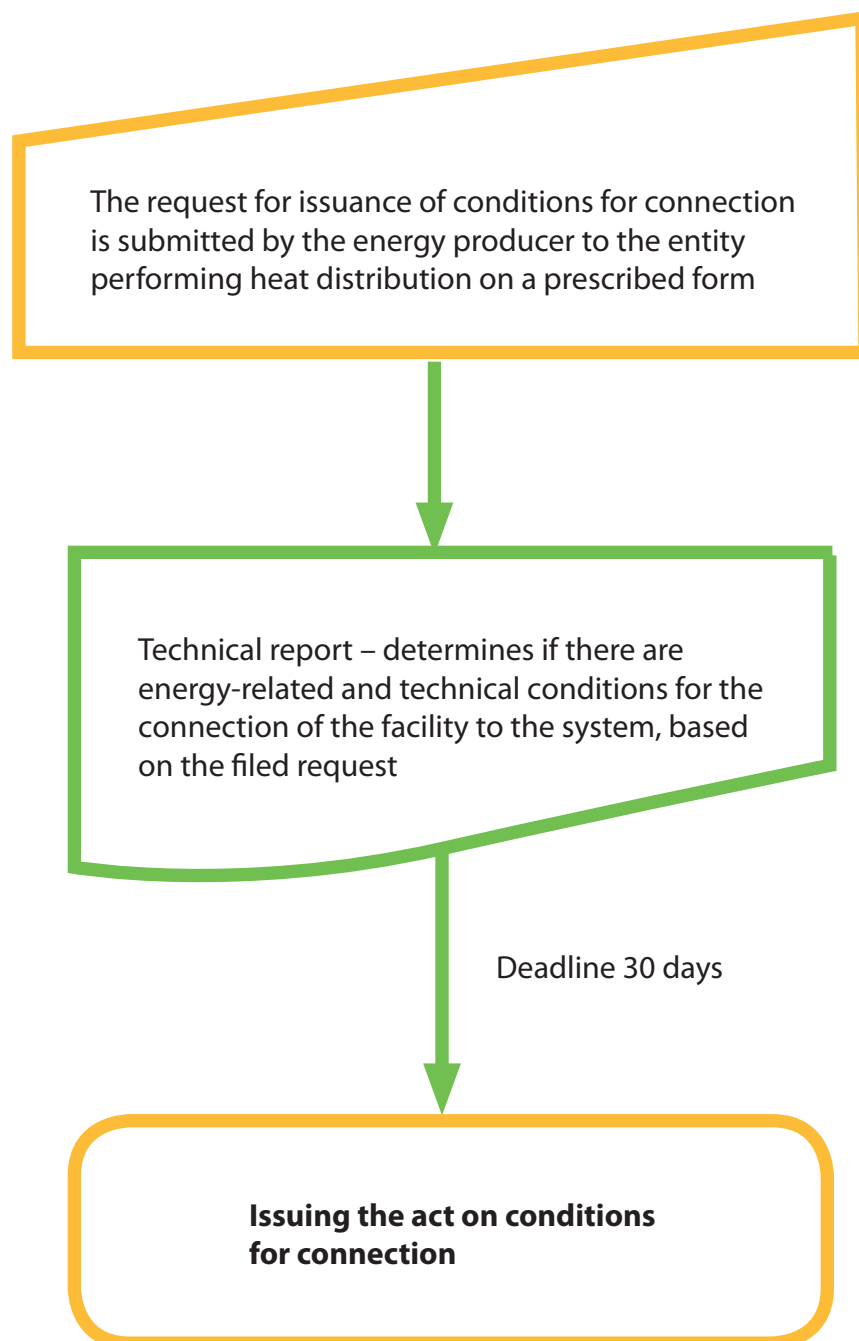 The request for issuance of conditions for connection
is submitted by the energy producer to the entity
performing heat distribution on a prescribed form
Technical report – determines if there are
energy-related and technical conditions for the
connection of the facility to the system, based
on the filed request
Deadline 30 days
Issuing the act on conditions
for connection